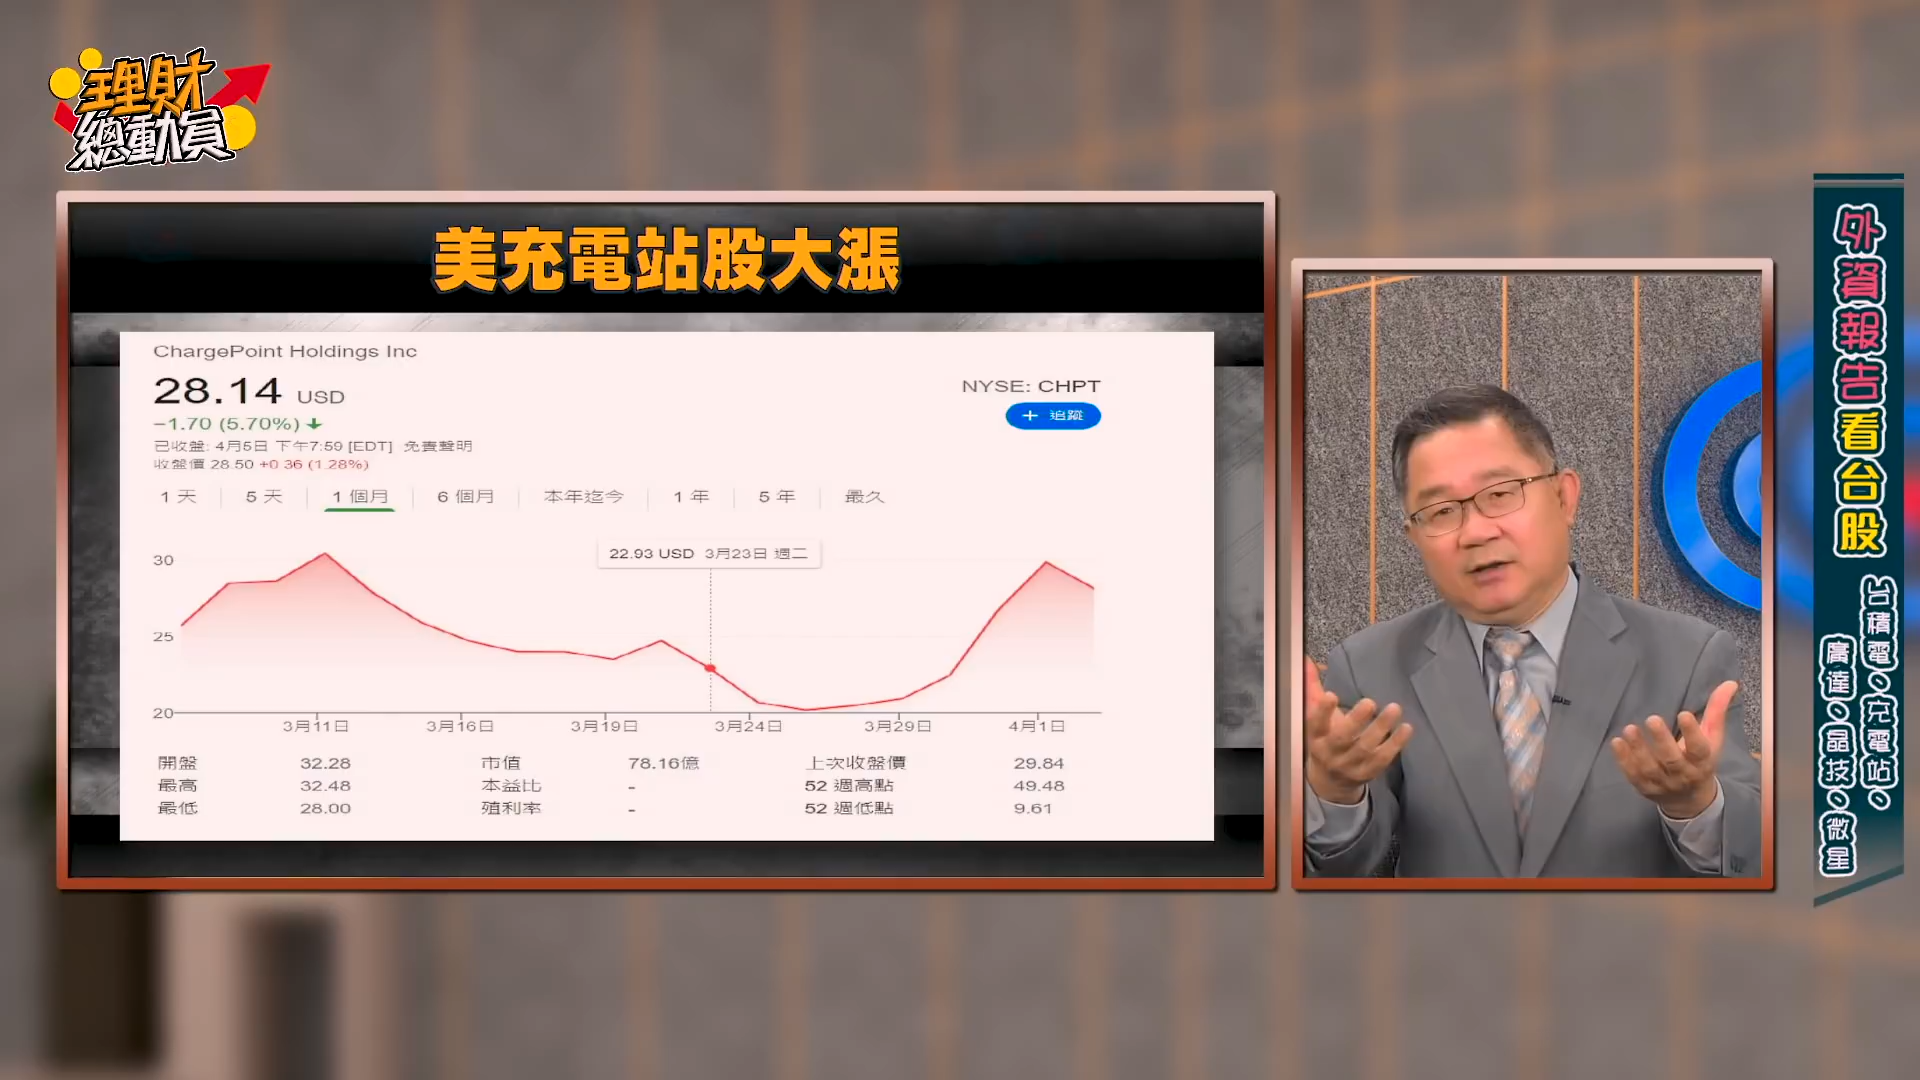 理財
總動員
美充電站股大漲
ChargePoint Holdings Inc
28.14 USD
NYSE: CHPT
+ 追蹤
−1.70 (5.70%) ↓
已收盤: 4月5日 下午7:59 [EDT] 免責聲明
收盤價 28.50 +0.36 (1.28%)
1 天 5 天 1 個月 6 個月 本年迄今 1 年 5 年 最久
22.93 USD 3月23日 週二
30
25
20
3月11日 3月16日 3月19日 3月24日 3月29日 4月1日
開盤 32.28 市值 78.16億 上次收盤價 29.84
最高 32.48 本益比 - 52 週高點 49.48
最低 28.00 殖利率 - 52 週低點 9.61
外資報告看台股
台積電。充電站。
廣達。晶技。微星